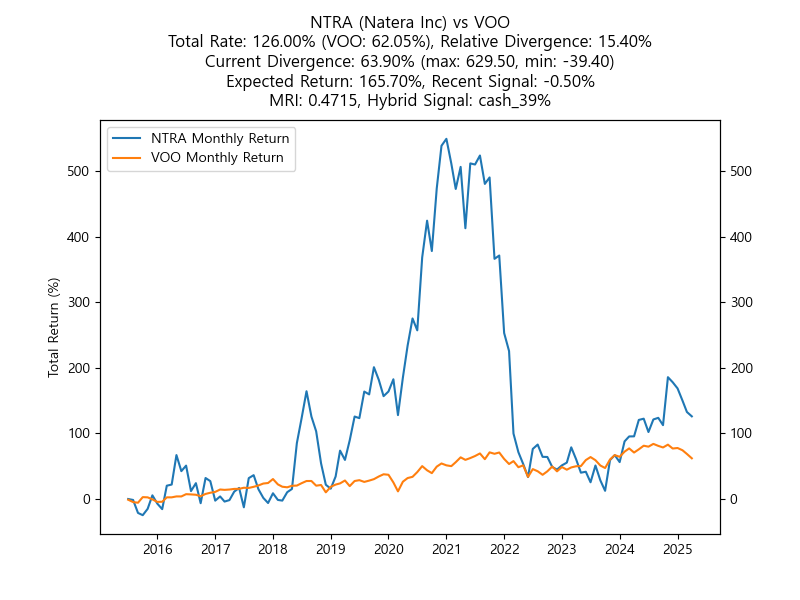 NTRA (Natera Inc) vs VOO
Total Rate: 126.00% (VOO: 62.05%), Relative Divergence: 15.40%
Current Divergence: 63.90% (max: 629.50, min: -39.40)
Expected Return: 165.70%, Recent Signal: -0.50%
MRI: 0.4715, Hybrid Signal: cash_39%
NTRA Monthly Return
VOO Monthly Return
Total Return (%)
500 500
400 400
300 300
200 200
100 100
0 0
2016 2017 2018 2019 2020 2021 2022 2023 2024 2025